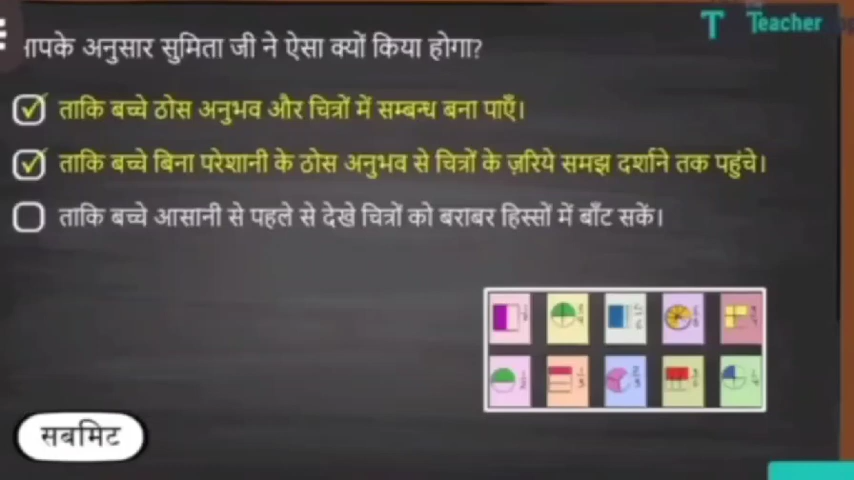 T Teacher
के अनुसार सुमिता जी ने ऐसा क्यों किया होगा?
ताकि बच्चे ठोस अनुभव और चित्रों में सम्बन्ध बना पाएँ।
ताकि बच्चे बिना परेशानी के ठोस अनुभव से चित्रों के ज़रिये समझ दर्शाने तक पहुंचे।
ताकि बच्चे आसानी से पहले से देखे चित्रों को बराबर हिस्सों में बाँट सकें।
सबमिट